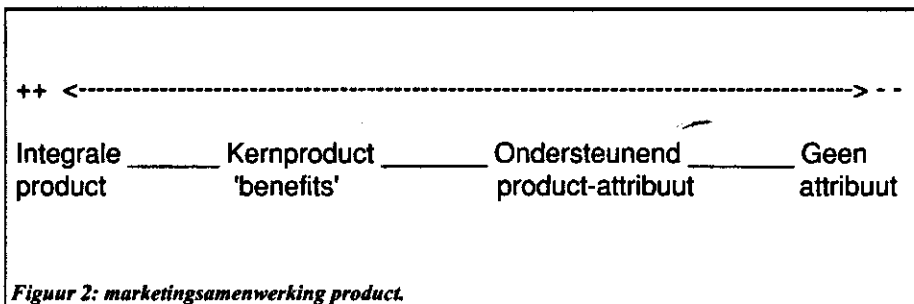 ++ <------------------------------------------------------------------------> - -
Integrale ______ Kernproduct _______ Ondersteunend _______ Geen
product 'benefits' product-attribuut attribuut
Figuur 2: marketingsamenwerking product.